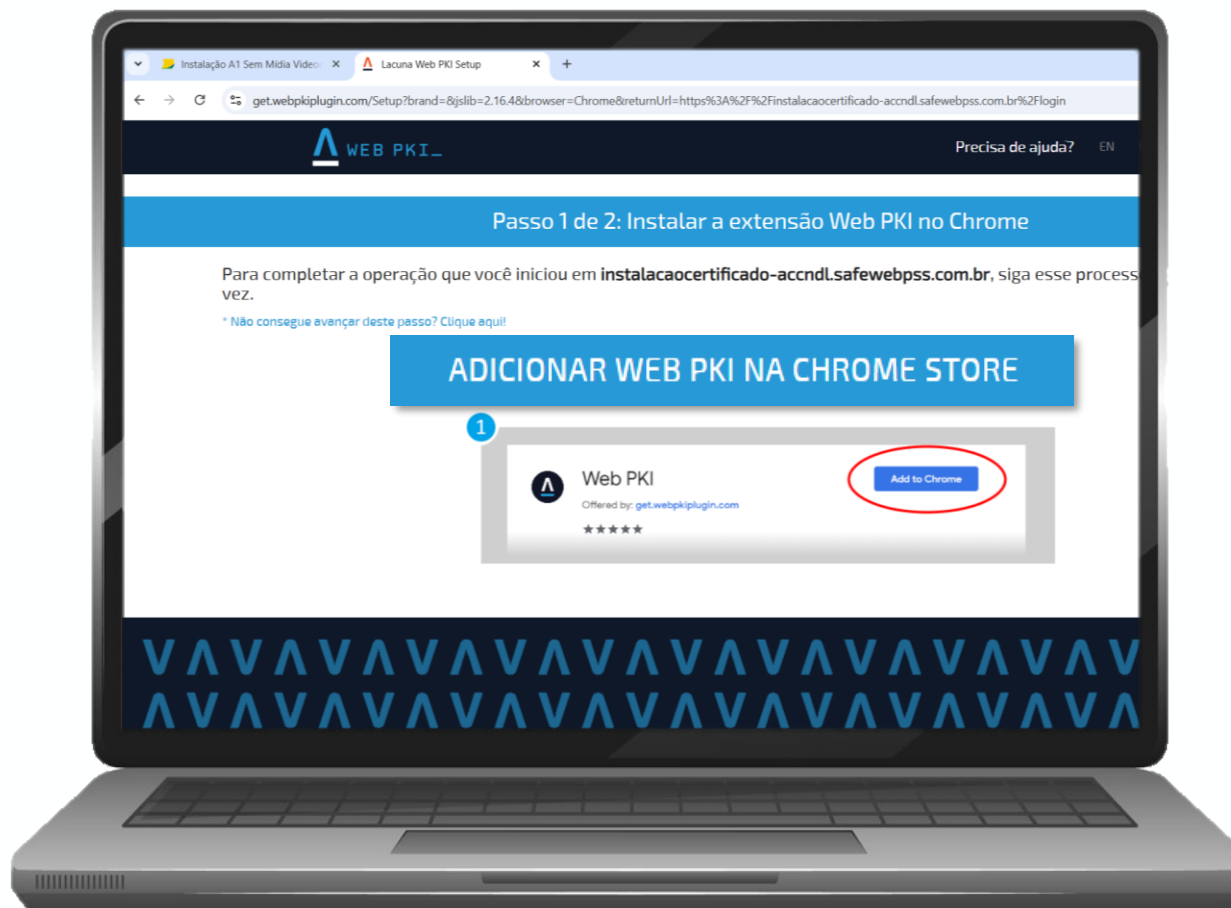 Instalação A1 Sem Mídia Video
Lacuna Web PKI Setup
get.webpkiplugin.com/Setup?brand=&jslib=2.16.4&browser=Chrome&returnUrl=https%3A%2F%2Finstalacaocertificado-accndl.safewebpss.com.br%2Flogin
WEB PKI_
Precisa de ajuda?
EN
Passo 1 de 2: Instalar a extensão Web PKI no Chrome
Para completar a operação que você iniciou em instalacaocertificado-accndl.safewebpss.com.br, siga esse process
vez.
* Não consegue avançar deste passo? Clique aqui!
ADICIONAR WEB PKI NA CHROME STORE
1
Web PKI
Add to Chrome
Offered by: get.webpkiplugin.com